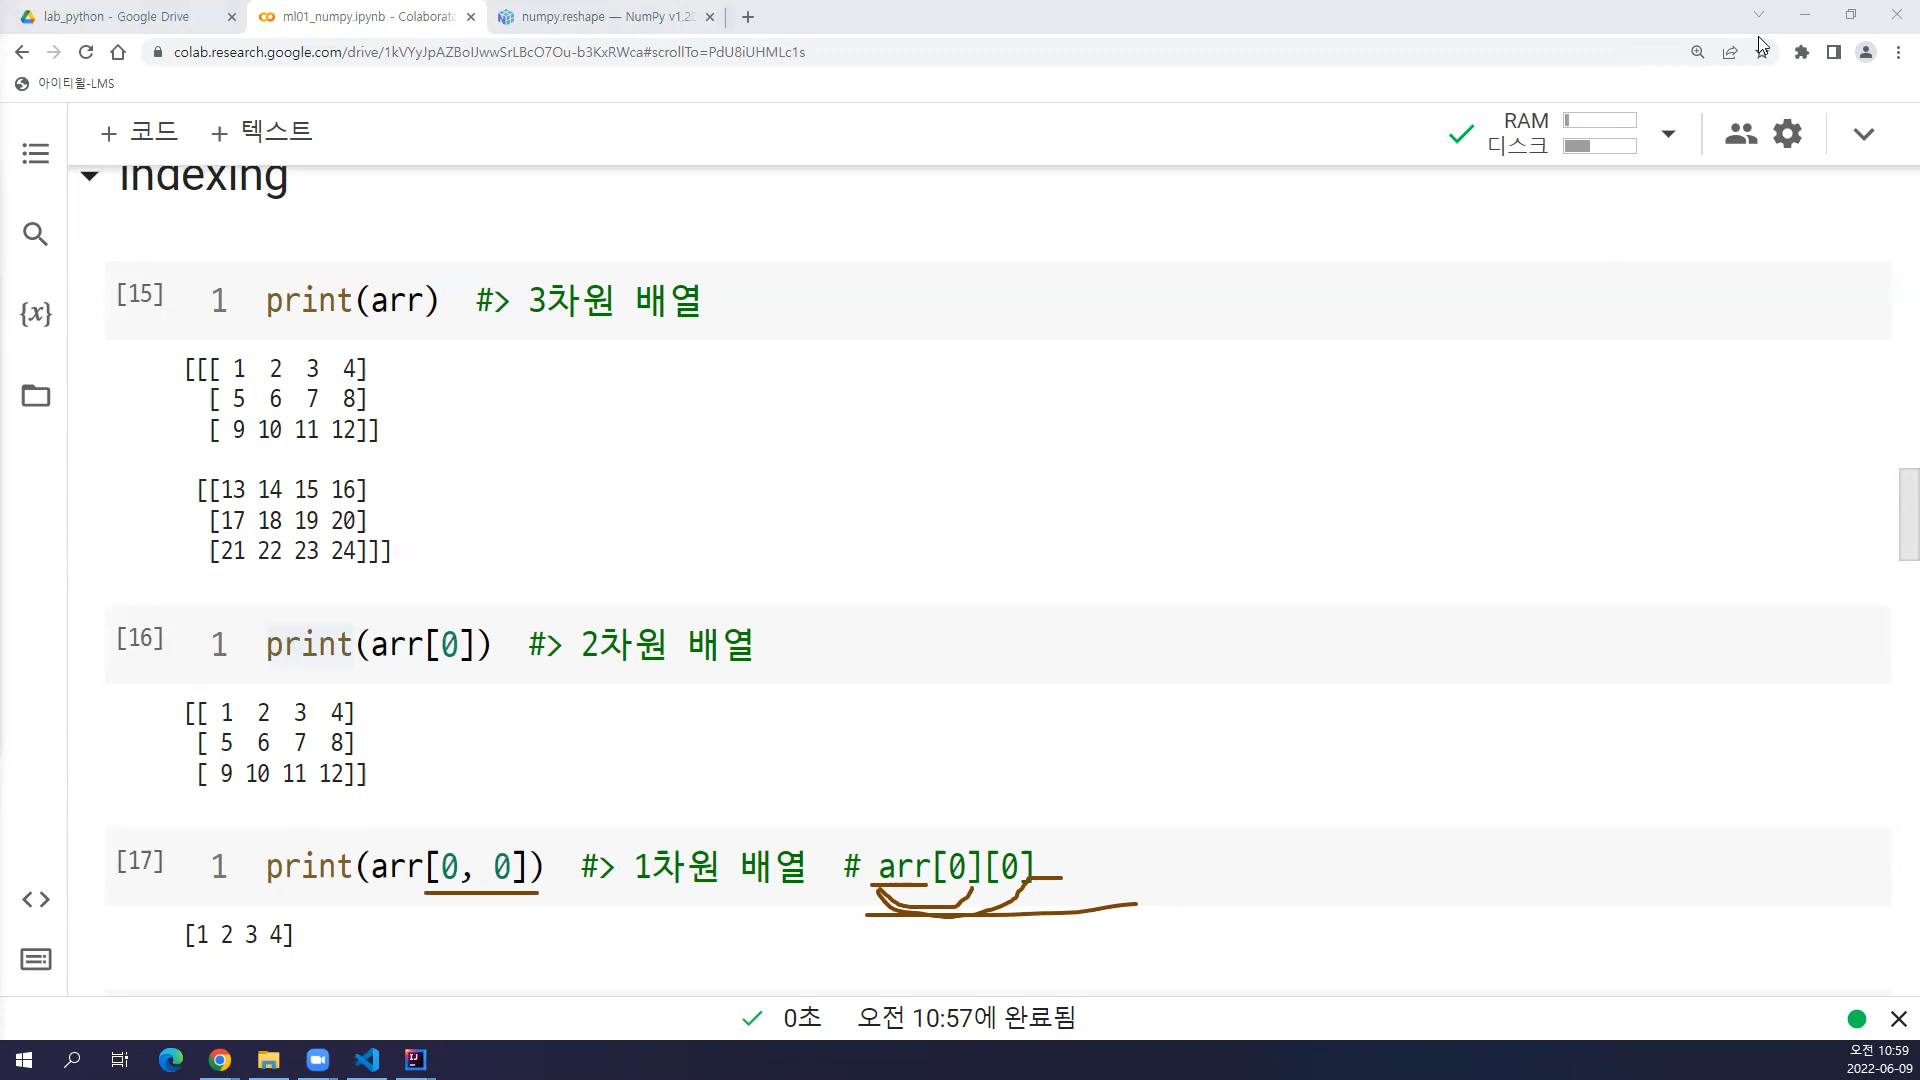 lab_python - Google Drive
ml01_numpy.ipynb - Colaborato
numpy.reshape — NumPy v1.2
colab.research.google.com/drive/1kVYyJpAZBoIJwwSrLBcO7Ou-b3KxRWca#scrollTo=PdU8iUHMLc1s
아이티윌-LMS
+ 코드 + 텍스트
RAM
디스크
Indexing
[15] 1 print(arr) #> 3차원 배열
[[[ 1 2 3 4]
[ 5 6 7 8]
[ 9 10 11 12]]
[[13 14 15 16]
[17 18 19 20]
[21 22 23 24]]]
[16] 1 print(arr[0]) #> 2차원 배열
[[ 1 2 3 4]
[ 5 6 7 8]
[ 9 10 11 12]]
[17] 1 print(arr[0, 0]) #> 1차원 배열 # arr[0][0]
[1 2 3 4]
0초 오전 10:57에 완료됨
오전 10:59
2022-06-09